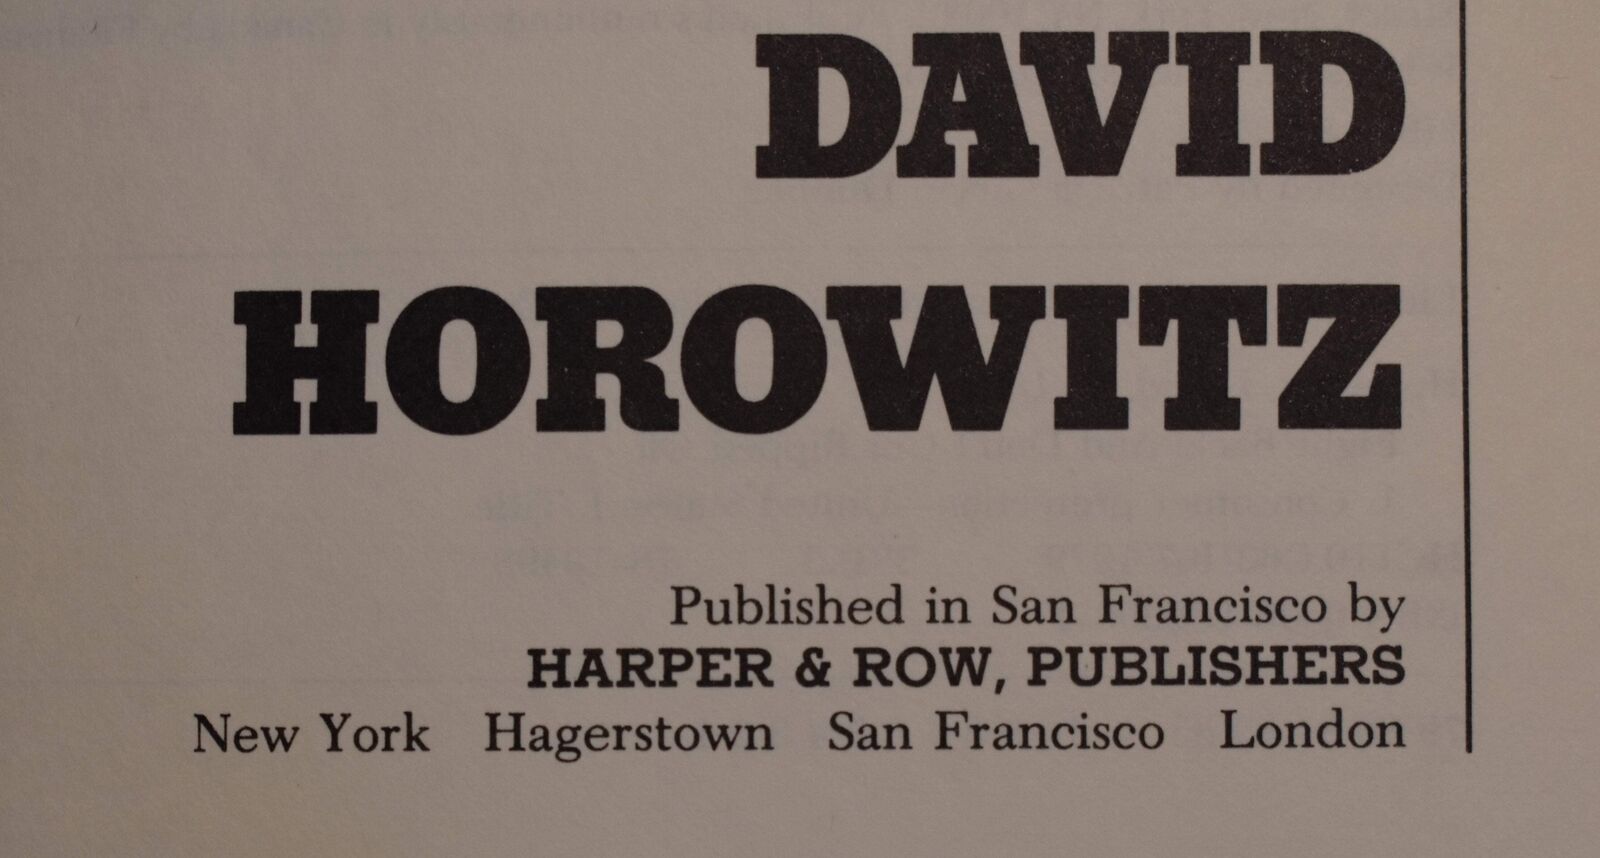 DAVID
HOROWITZ
Published in San Francisco by
HARPER & ROW, PUBLISHERS
New York Hagerstown San Francisco London